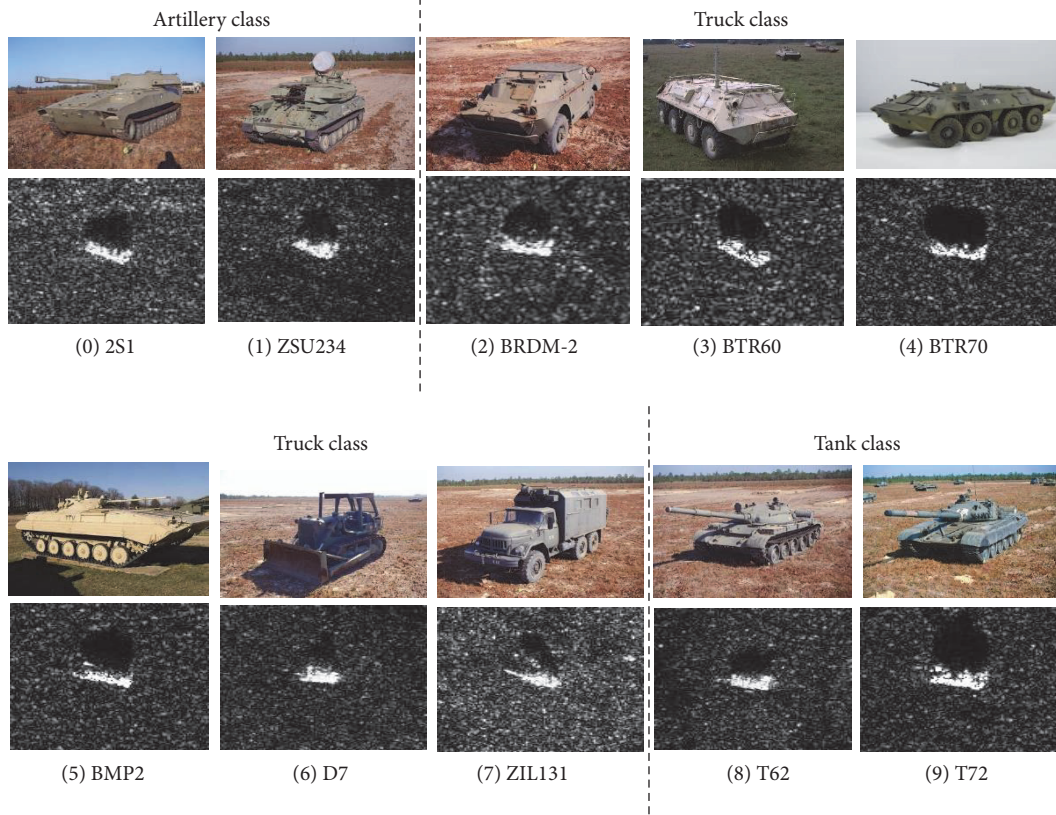 Artillery class
Truck class
(0) 2S1
(1) ZSU234
(2) BRDM-2
(3) BTR60
(4) BTR70
Truck class
Tank class
(5) BMP2
(6) D7
(7) ZIL131
(8) T62
(9) T72